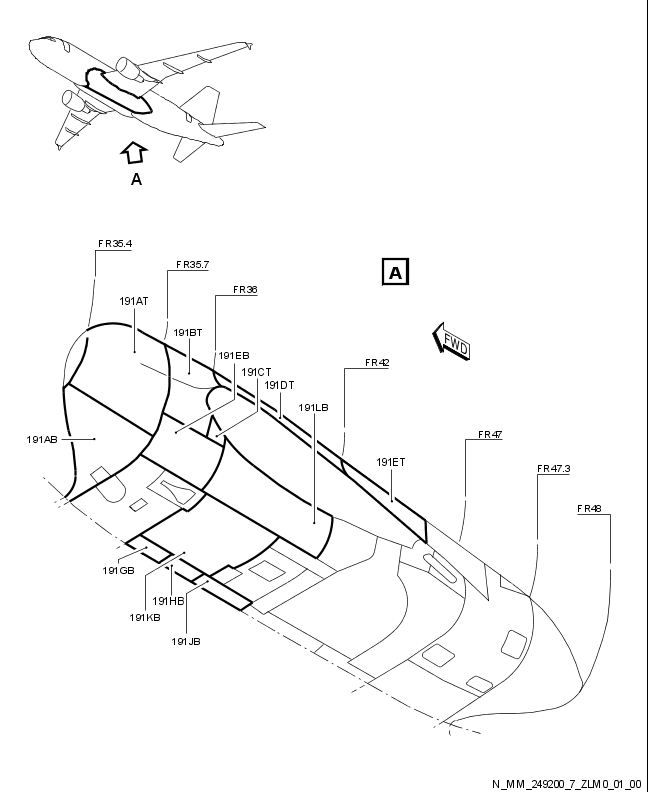 A
FR35.4
FR35.7
A
FR36
191AT
191BT
FWD
191EB
FR42
191CT
191DT
191LB
191AB
FR47
191ET
FR47.3
FR48
191GB
191HB
191KB
191JB
N_MM_249200_7_ZLM0_01_00